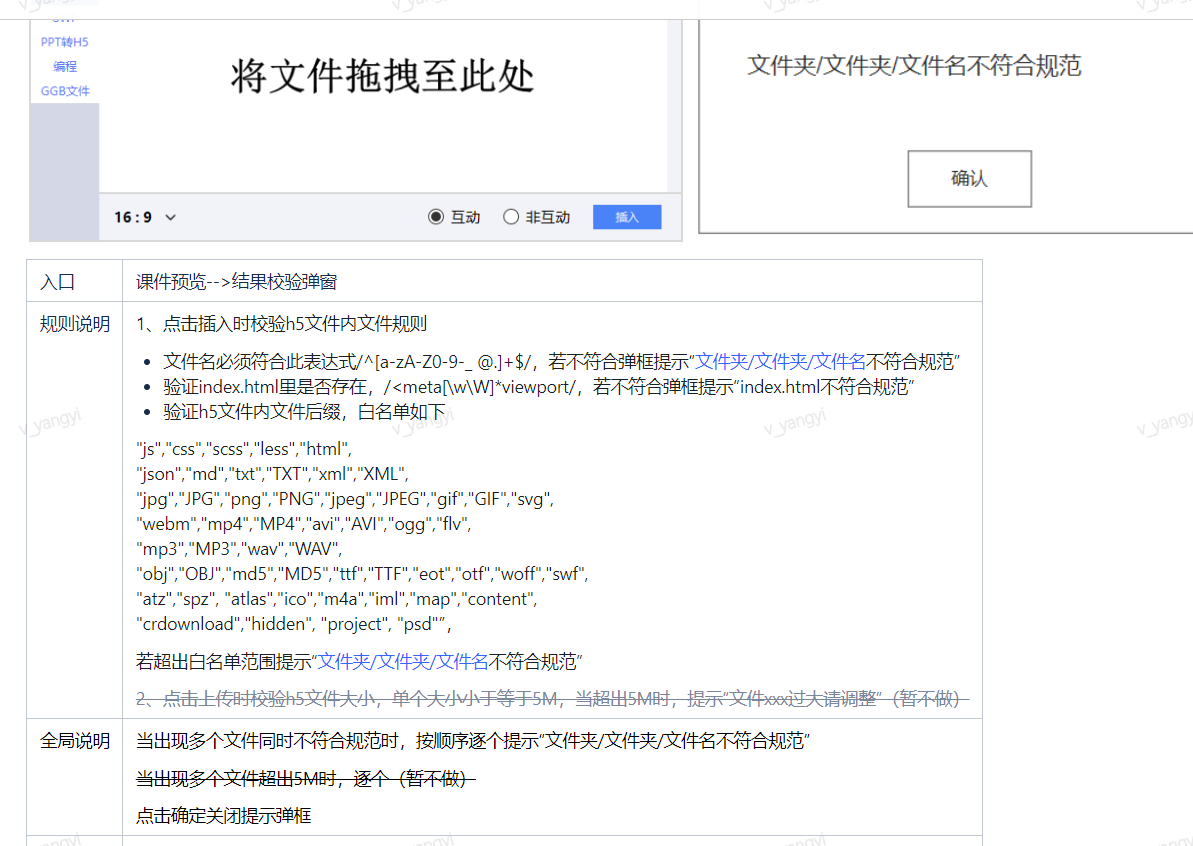 PPT转H5
编程
GGB文件
将文件拖拽至此处
16 : 9
互动
非互动
插入
文件夹/文件夹/文件名不符合规范
确认
入口
课件预览-->结果校验弹窗
规则说明
1、点击插入时校验h5文件内文件规则
• 文件名必须符合此表达式/^[a-zA-Z0-9-_ @.]+$/，若不符合弹框提示“文件夹/文件夹/文件名不符合规范”
• 验证index.html里是否存在，/<meta[\w\W]*viewport/，若不符合弹框提示“index.html不符合规范”
• 验证h5文件内文件后缀，白名单如下
"js","css","scss","less","html",
"json","md","txt","TXT","xml","XML",
"jpg","JPG","png","PNG","jpeg","JPEG","gif","GIF","svg",
"webm","mp4","MP4","avi","AVI","ogg","flv",
"mp3","MP3","wav","WAV",
"obj","OBJ","md5","MD5","ttf","TTF","eot","otf","woff","swf",
"atz","spz", "atlas","ico","m4a","iml","map","content",
"crdownload","hidden", "project", "psd"”，
若超出白名单范围提示“文件夹/文件夹/文件名不符合规范”
2、点击上传时校验h5文件大小，单个大小小于等于5M，当超出5M时，提示“文件xxx过大请调整”（暂不做）
全局说明
当出现多个文件同时不符合规范时，按顺序逐个提示“文件夹/文件夹/文件名不符合规范”
当出现多个文件超出5M时，逐个（暂不做）
点击确定关闭提示弹框
v_yangyi
v_yangyi
v_yangyi
v_yangyi